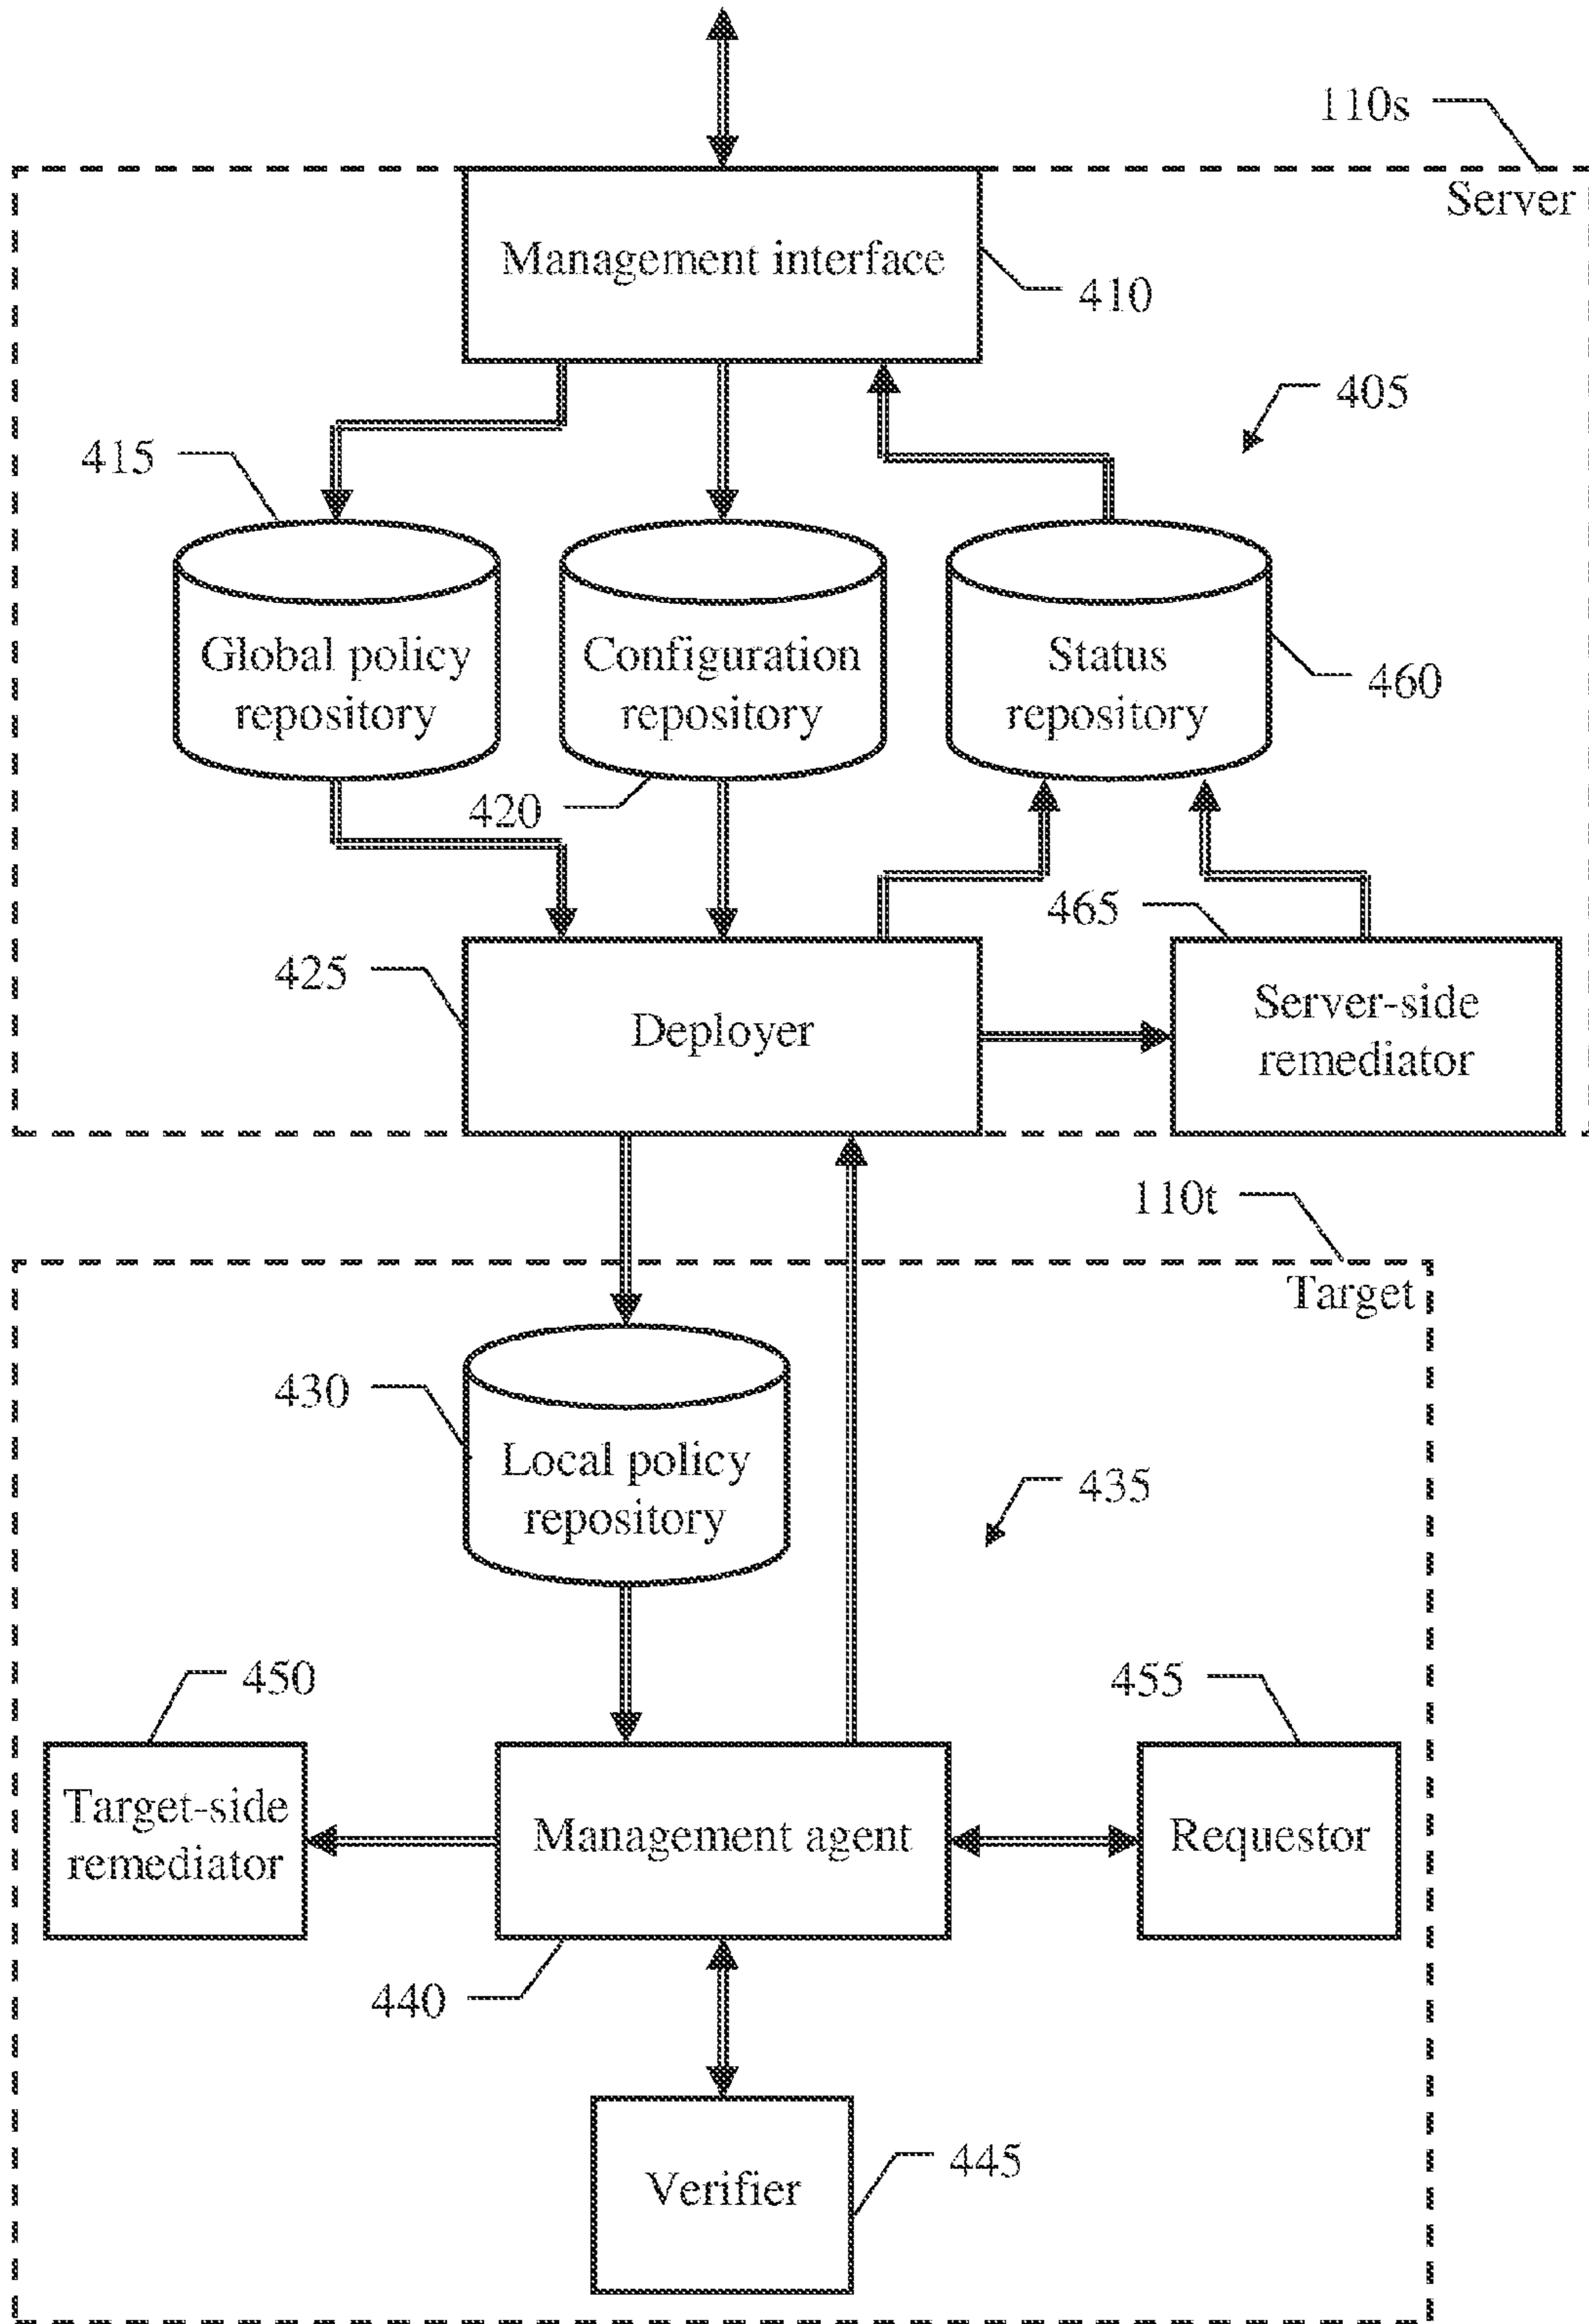 110s
Server
Management interface
410
405
415
Global policy
repository
Configuration
repository
Status
repository
460
420
465
425
Deployer
Server-side
remediator
110t
Target
430
Local policy
repository
435
450
455
Target-side
remediator
Management agent
Requestor
440
Verifier
445